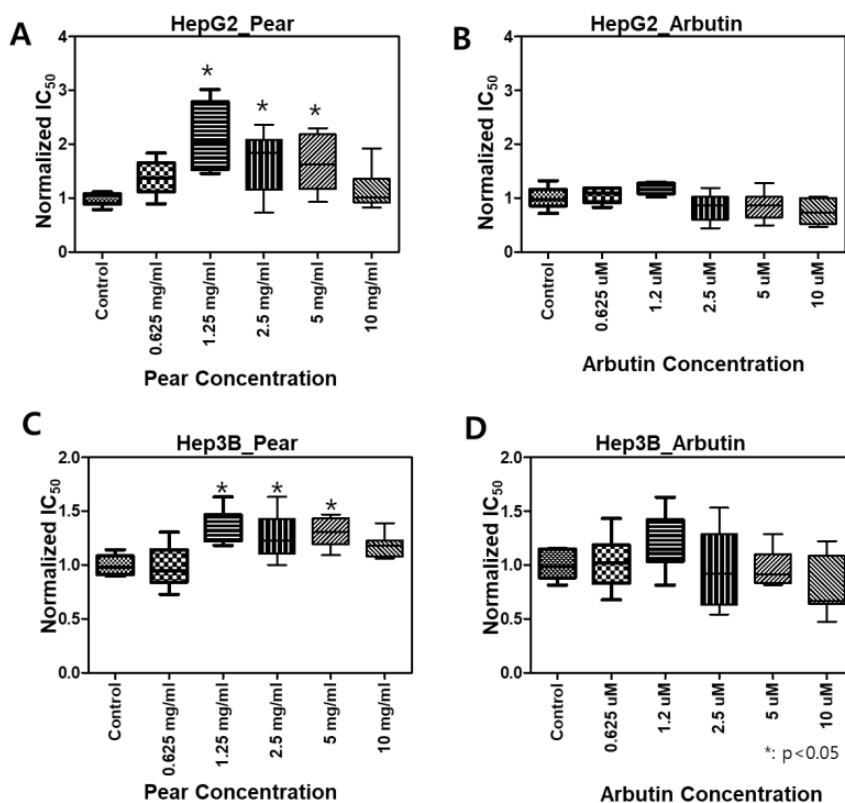 A
HepG2_Pear
Normalized IC50
4
3
2
1
0
*
*
*
Control
0.625 mg/ml
1.25 mg/ml
2.5 mg/ml
5 mg/ml
10 mg/ml
Pear Concentration
B
HepG2_Arbutin
Normalized IC50
4
3
2
1
0
Control
0.625 uM
1.2 uM
2.5 uM
5 uM
10 uM
Arbutin Concentration
C
Hep3B_Pear
Normalized IC50
2.0
1.5
1.0
0.5
0.0
*
*
*
Control
0.625 mg/ml
1.25 mg/ml
2.5 mg/ml
5 mg/ml
10 mg/ml
Pear Concentration
D
Hep3B_Arbutin
Normalized IC50
2.0
1.5
1.0
0.5
0.0
Control
0.625 uM
1.2 uM
2.5 uM
5 uM
10 uM
*: p<0.05
Arbutin Concentration